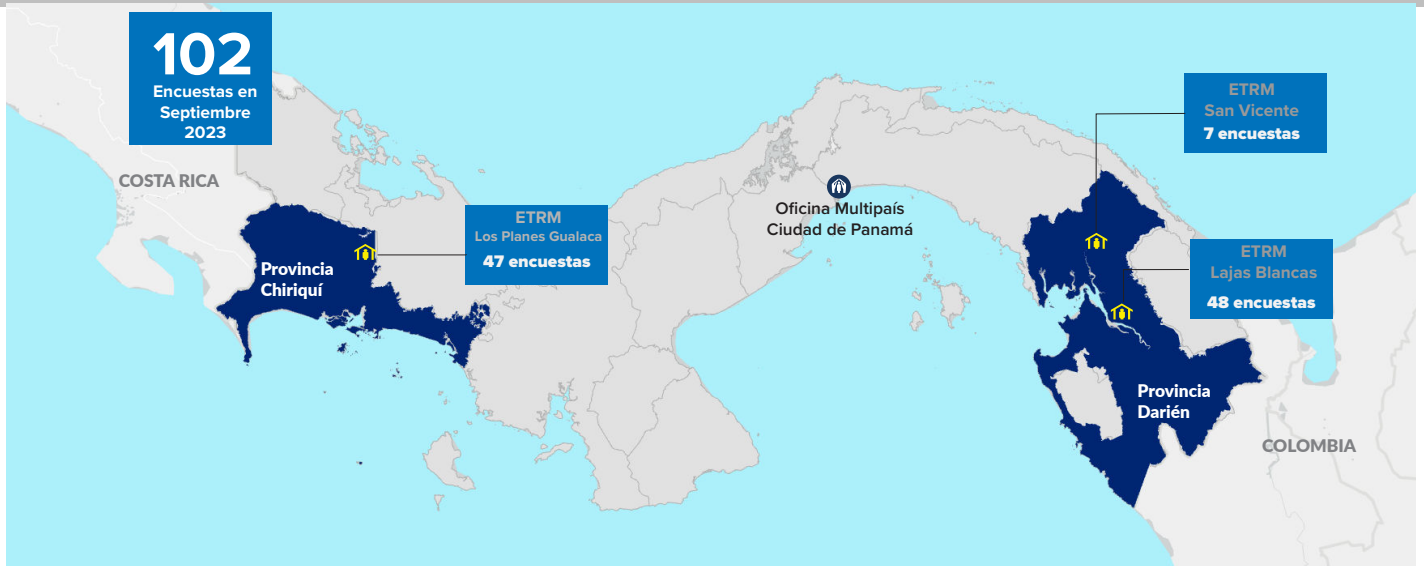 102
Encuestas en
Septiembre
2023
COSTA RICA
ETRM
San Vicente
7 encuestas
Oficina Multipaís
Ciudad de Panamá
ETRM
Los Planes Gualaca
47 encuestas
Provincia
Chiriquí
ETRM
Lajas Blancas
48 encuestas
Provincia
Darién
COLOMBIA